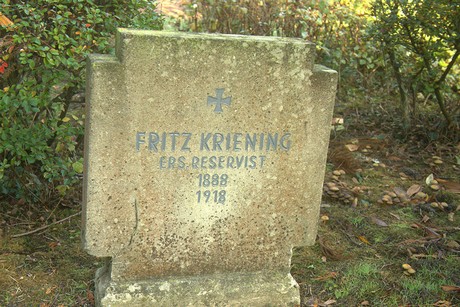 FRITZ KRIENING
ERS. RESERVIST
1888
1918